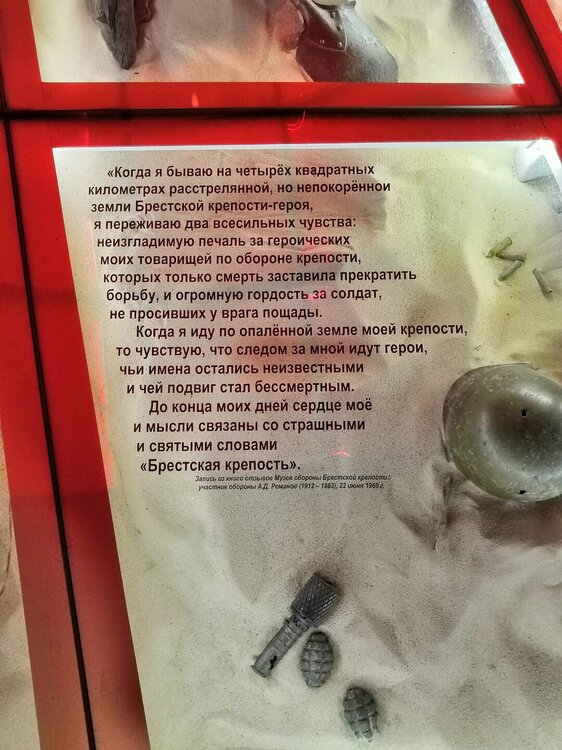 «Когда я бываю на четырёх квадратных
километрах расстрелянной, но непокорённои
земли Брестской крепости-героя,
я переживаю два всесильных чувства:
неизгладимую печаль за героических
моих товарищей по обороне крепости,
которых только смерть заставила прекратить
борьбу, и огромную гордость за солдат,
не просивших у врага пощады.
Когда я иду по опалённой земле моей крепости,
то чувствую, что следом за мной идут герои,
чьи имена остались неизвестными
и чей подвиг стал бессмертным.
До конца моих дней сердце моё
и мысли связаны со страшными
и святыми словами
«Брестская крепость».
Запись из книги отзывов Музея обороны Брестской крепости:
участник обороны А.Д. Романов (1912 – 1983), 22 июня 1969 г.